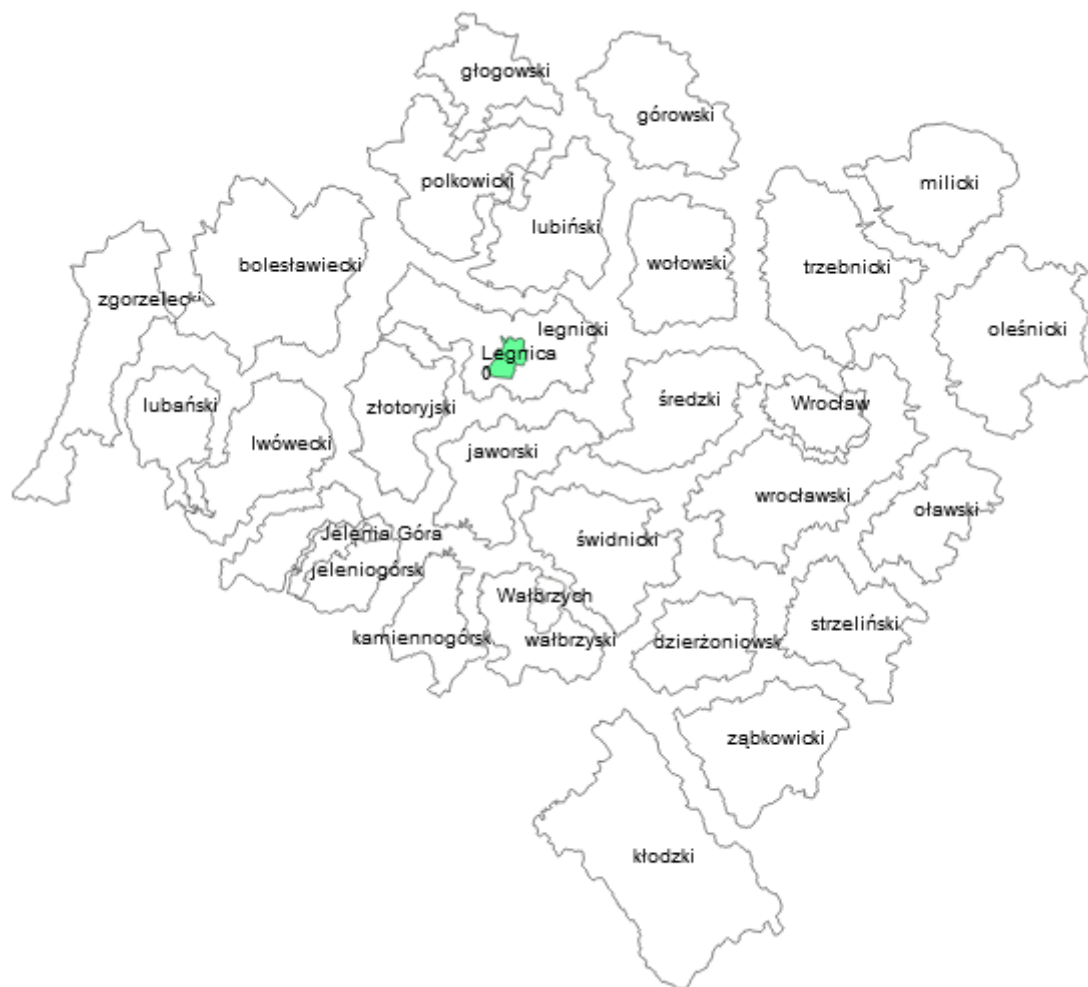 głogowski
górowski
polkowicki
milicki
lubiński
bolesławiecki
wołowski
trzebnicki
zgorzelecki
legnicki
oleśnicki
Legnica
0
lubański
złotoryjski
średzki
Wrocław
lwówecki
jaworski
wrocławski
oławski
Jelenia Góra
świdnicki
jeleniogórsk
Wałbrzych
strzeliński
kamiennogórsk
wałbrzyski
dzierżoniowsk
ząbkowicki
kłodzki